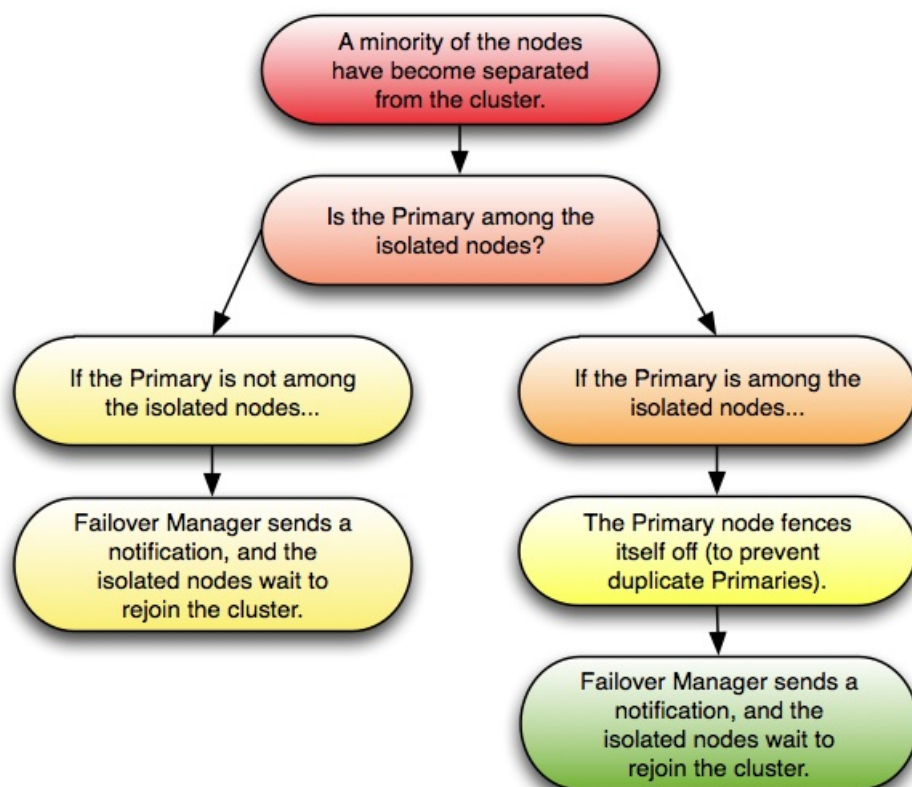 A minority of the nodes
have become separated
from the cluster.
Is the Primary among the
isolated nodes?
If the Primary is not among
the isolated nodes...
If the Primary is among the
isolated nodes...
Failover Manager sends a
notification, and the
isolated nodes wait to
rejoin the cluster.
The Primary node fences
itself off (to prevent
duplicate Primaries).
Failover Manager sends a
notification, and the
isolated nodes wait to
rejoin the cluster.